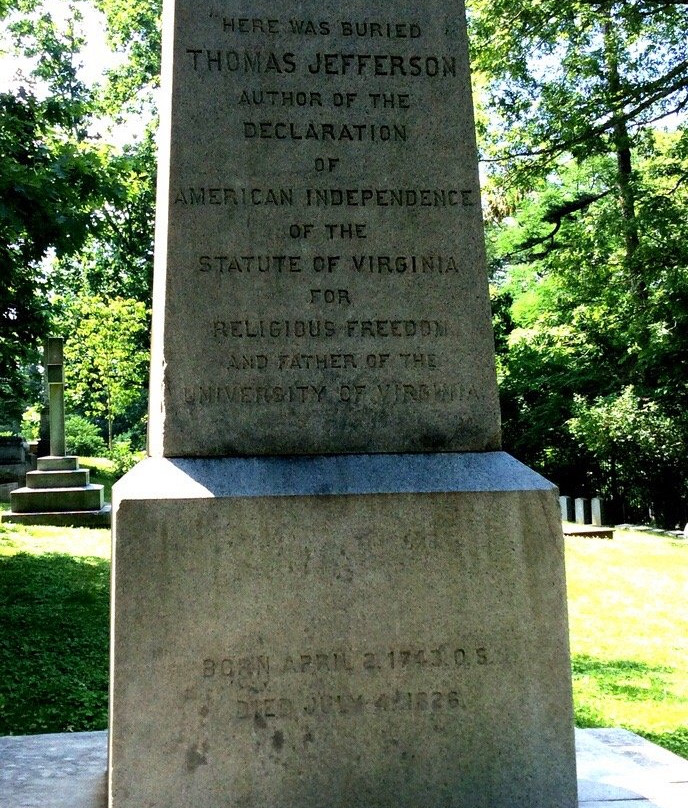 "HERE WAS BURIED
THOMAS JEFFERSON
AUTHOR OF THE
DECLARATION
OF
AMERICAN INDEPENDENCE
OF THE
STATUTE OF VIRGINIA
FOR
RELIGIOUS FREEDOM
AND FATHER OF THE
UNIVERSITY OF VIRGINIA
BORN APRIL 2, 1743. O.S.
DIED JULY 4, 1826.